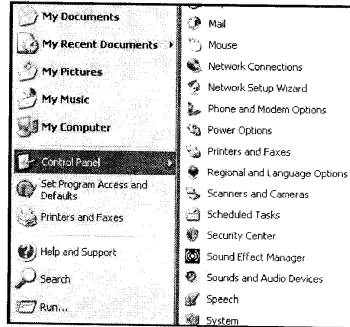 My Documents
My Recent Documents
My Pictures
My Music
My Computer
Control Panel
Set Program Access and
Defaults
Printers and Faxes
Help and Support
Search
Run...
Mail
Mouse
Network Connections
Network Setup Wizard
Phone and Modem Options
Power Options
Printers and Faxes
Regional and Language Options
Scanners and Cameras
Scheduled Tasks
Security Center
Sound Effect Manager
Sounds and Audio Devices
Speech
System